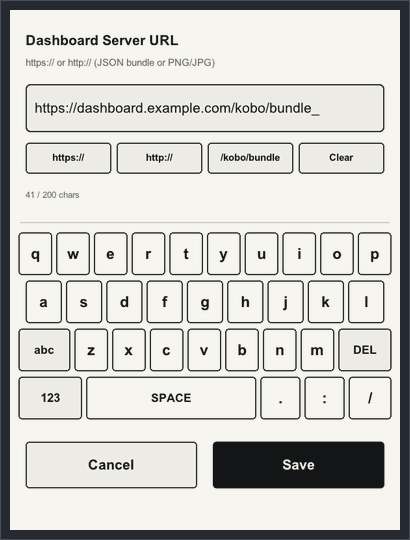 Dashboard Server URL
https:// or http:// (JSON bundle or PNG/JPG)
https://dashboard.example.com/kobo/bundle_
https:// http:// /kobo/bundle Clear
41 / 200 chars
q w e r t y u i o p
a s d f g h j k l
abc z x c v b n m DEL
123 SPACE . : /
Cancel Save